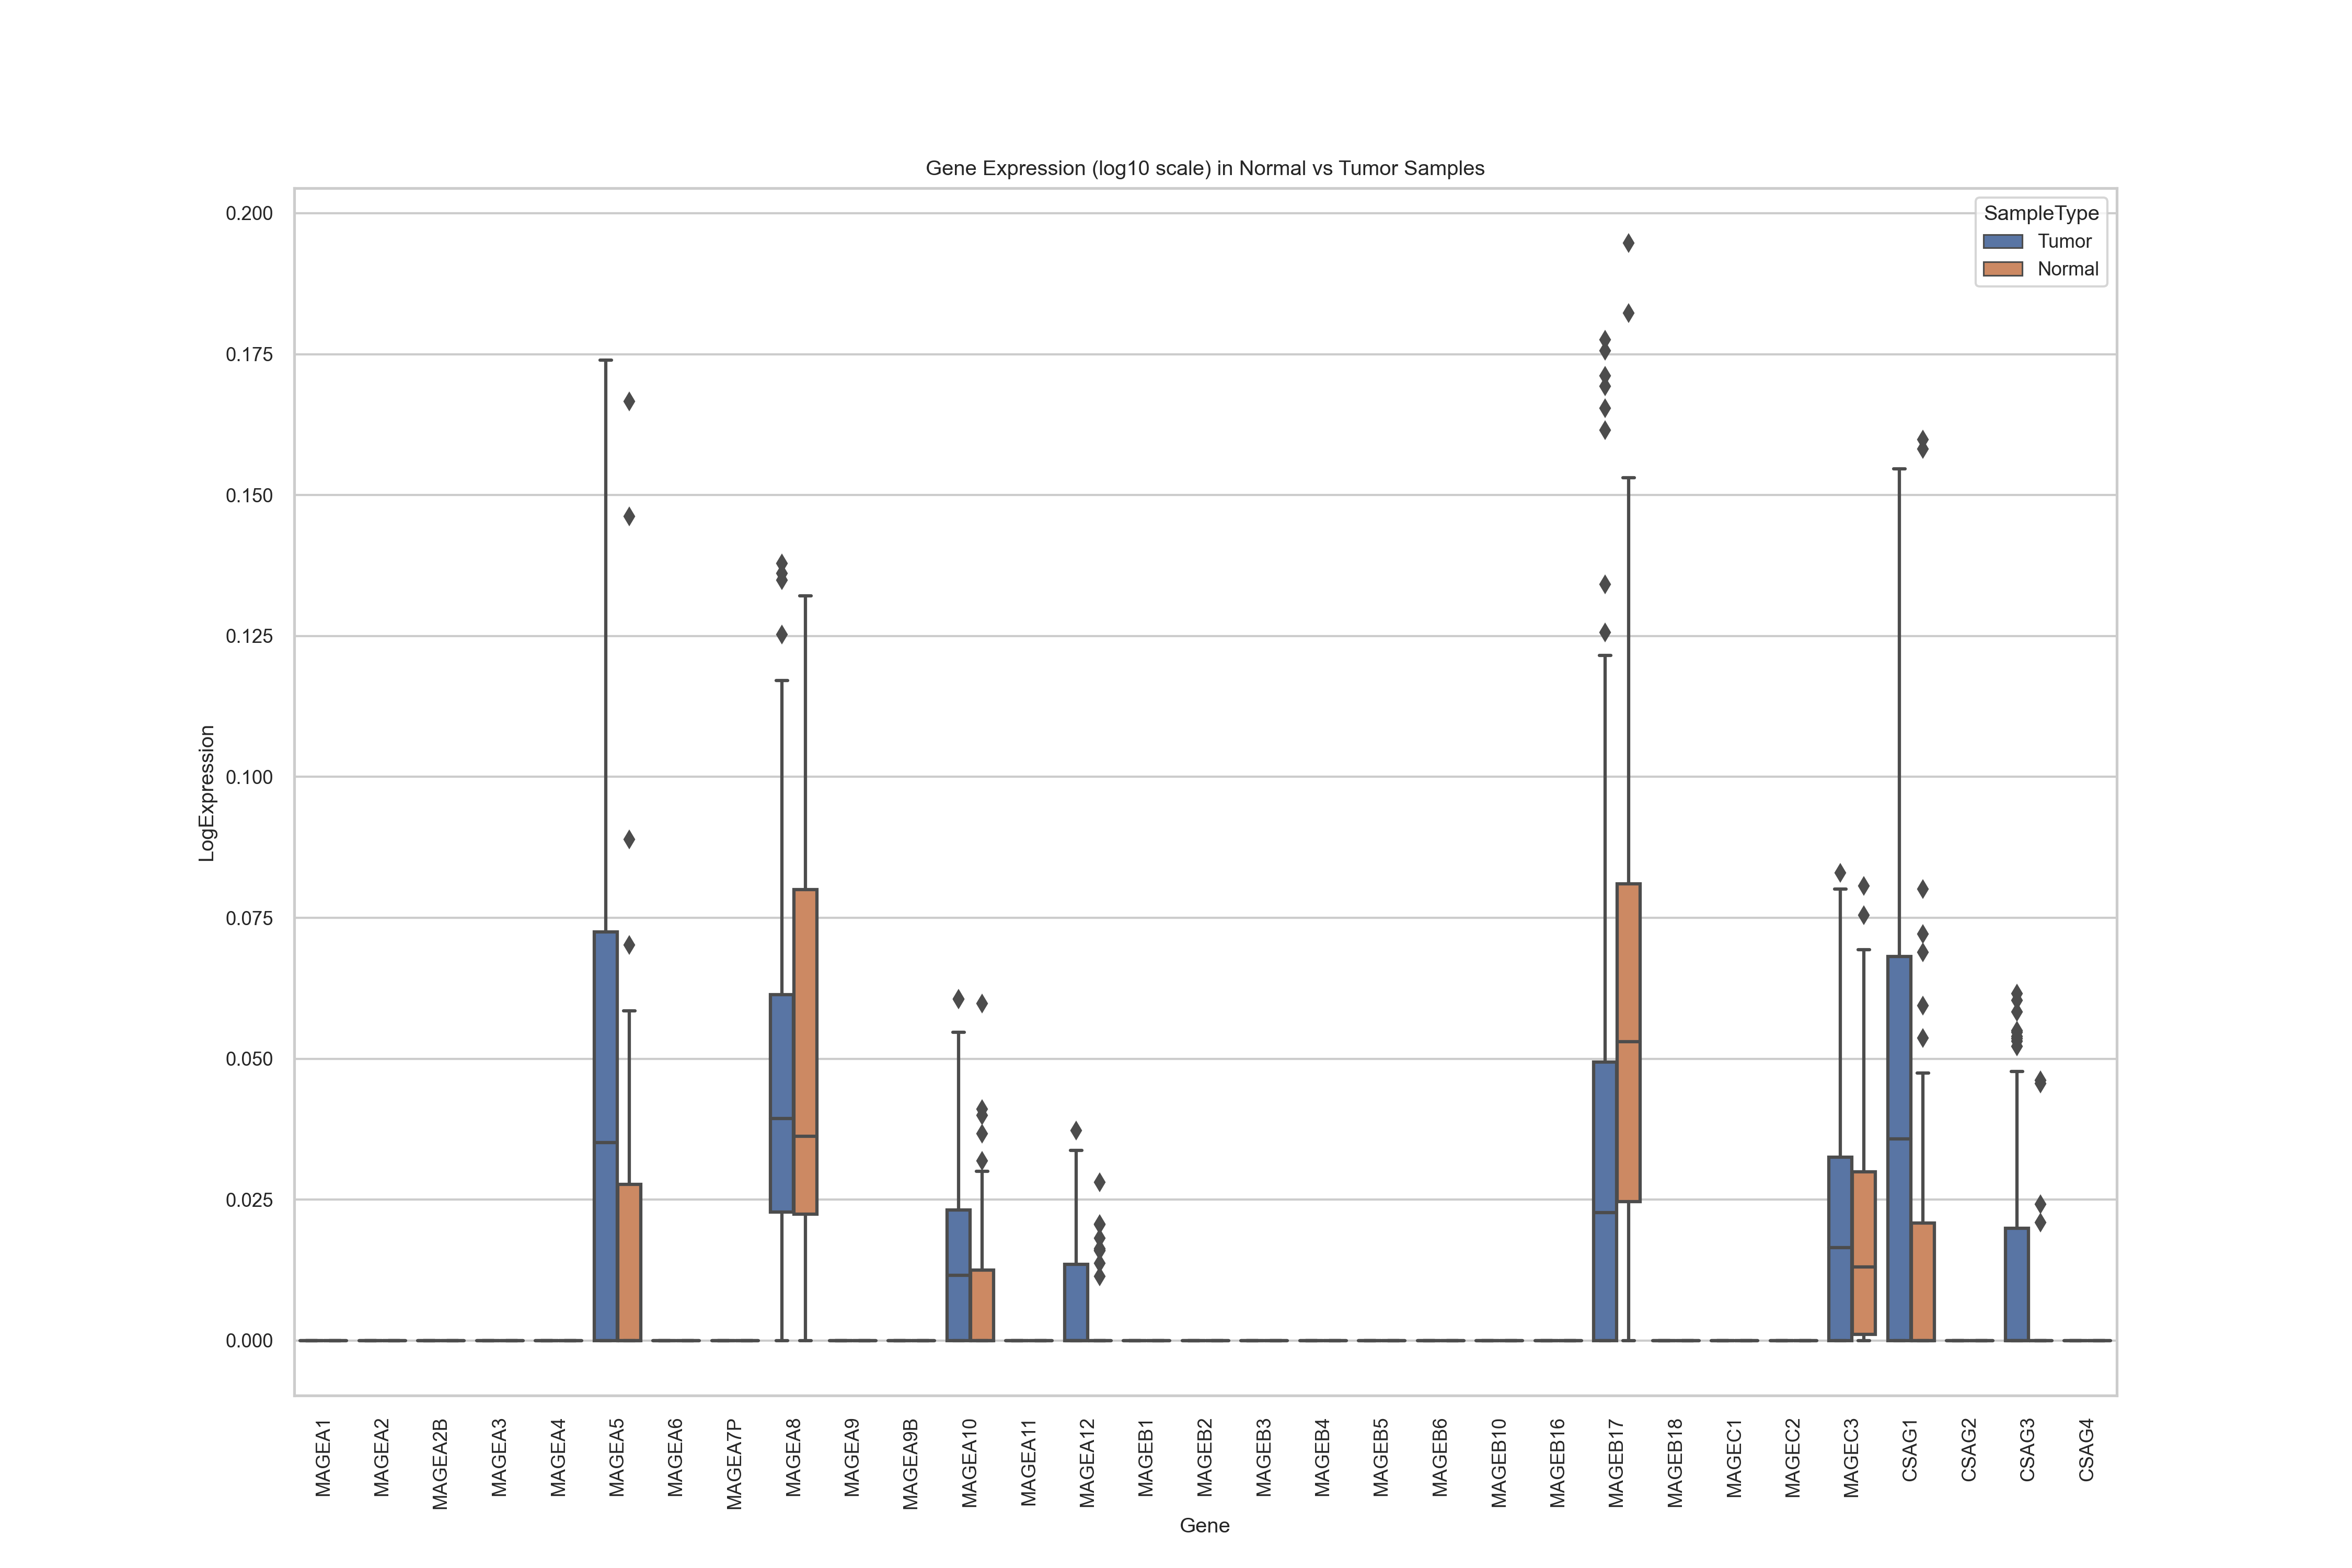 Gene Expression (log10 scale) in Normal vs Tumor Samples
SampleType
Tumor
Normal
0.200
0.175
0.150
0.125
0.100
0.075
0.050
0.025
0.000
LogExpression
MAGEA1
MAGEA2
MAGEA2B
MAGEA3
MAGEA4
MAGEA5
MAGEA6
MAGEA7P
MAGEA8
MAGEA9
MAGEA9B
MAGEA10
MAGEA11
MAGEA12
MAGEB1
MAGEB2
MAGEB3
MAGEB4
MAGEB5
MAGEB6
MAGEB10
MAGEB16
MAGEB17
MAGEB18
MAGEC1
MAGEC2
MAGEC3
CSAG1
CSAG2
CSAG3
CSAG4
Gene